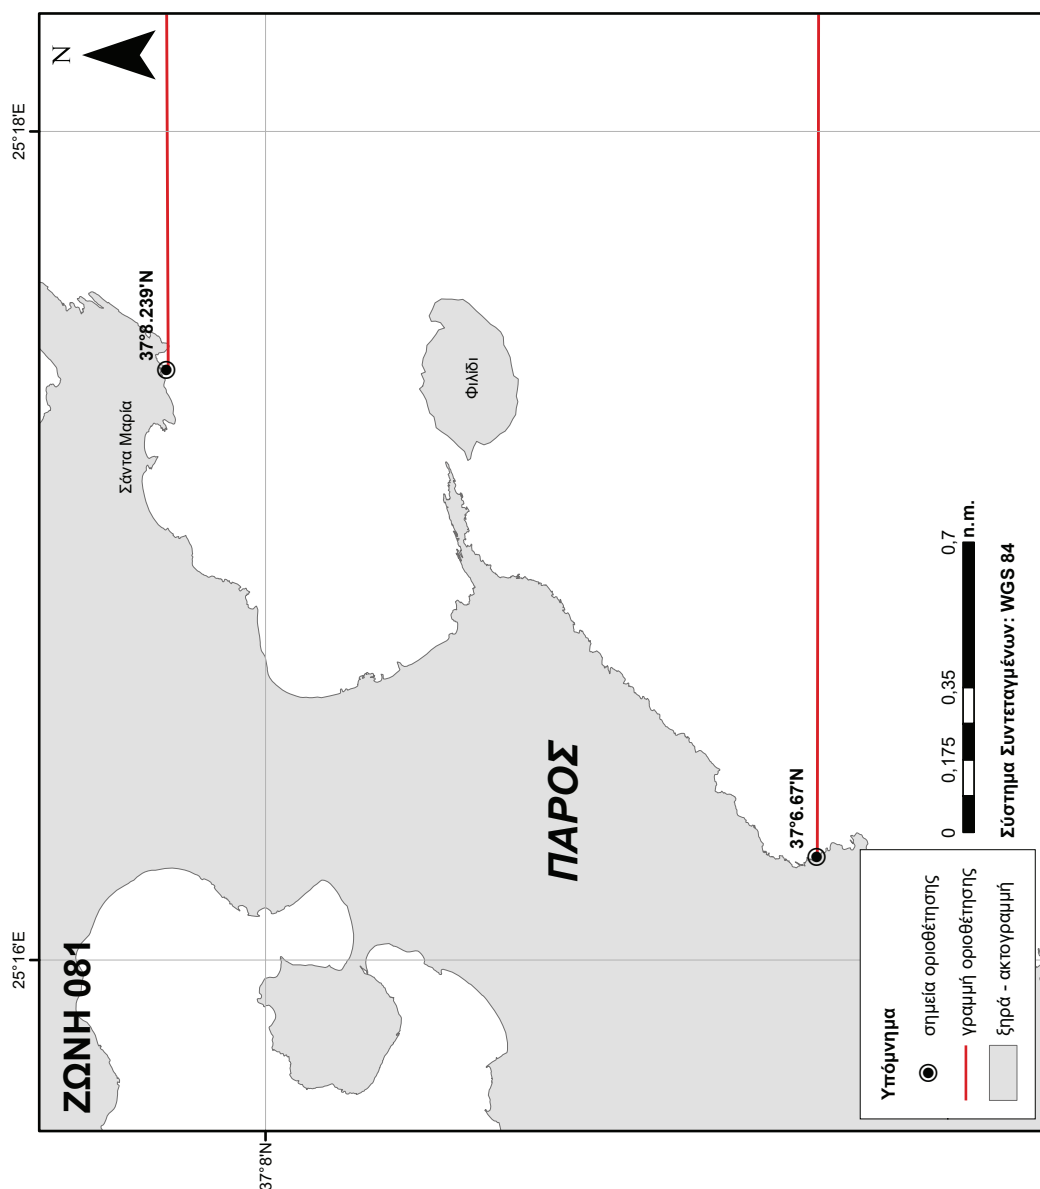 ΖΩΝΗ 081
N
25°16'E
25°18'E
37°8'N
37°8.239'N
Σάντα Μαρία
Φιλίδι
ΠΑΡΟΣ
37°6.67'N
Υπόμνημα
σημεία οριοθέτησης
γραμμή οριοθέτησης
ξηρά - ακτογραμμή
0 0,175 0,35 0,7
n.m.
Σύστημα Συντεταγμένων: WGS 84